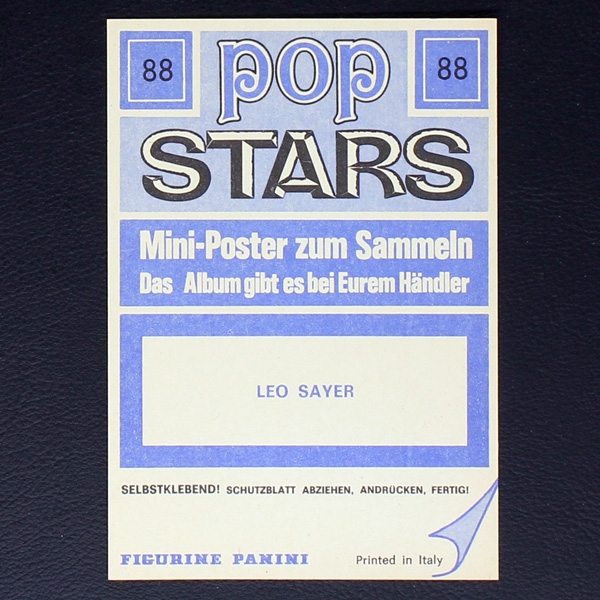 88 pop 88
STARS
Mini-Poster zum Sammeln
Das Album gibt es bei Eurem Händler
LEO SAYER
SELBSTKLEBEND! SCHUTZBLATT ABZIEHEN, ANDRÜCKEN, FERTIG!
FIGURINE PANINI Printed in Italy